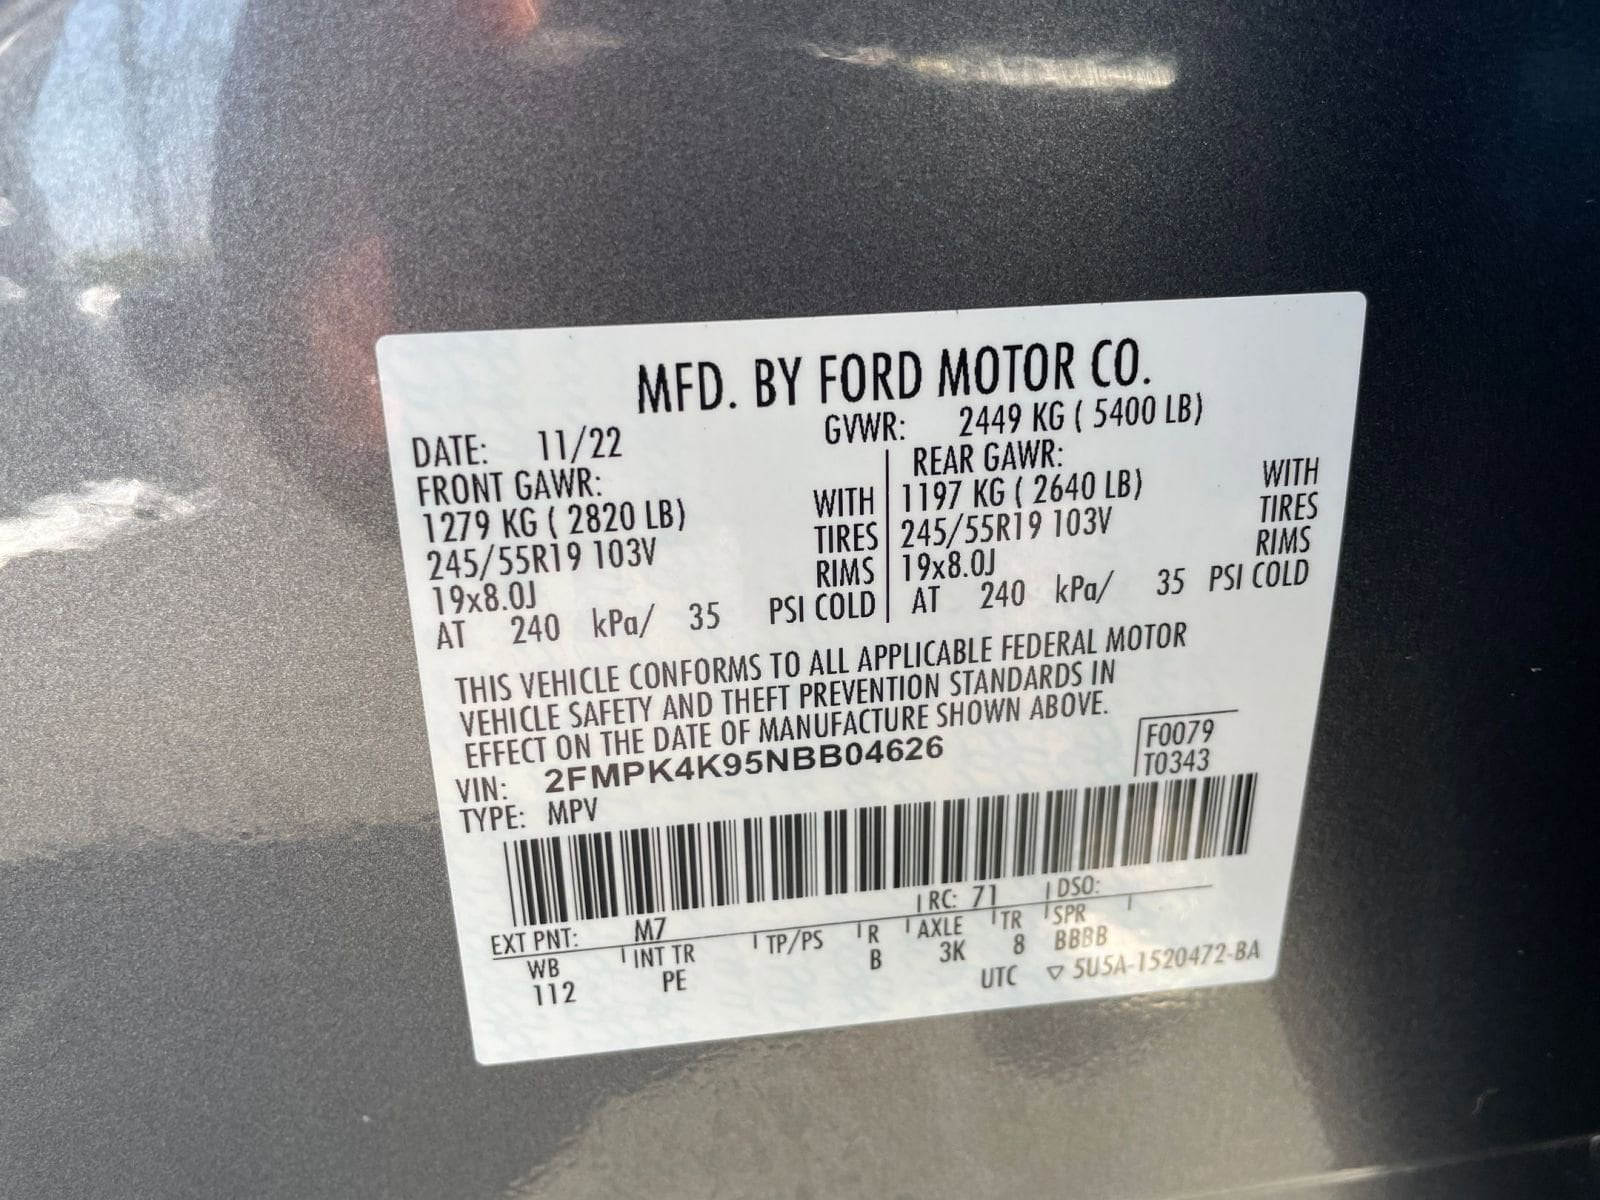 MFD. BY FORD MOTOR CO.
DATE: 11/22 GVWR: 2449 KG ( 5400 LB)
FRONT GAWR: REAR GAWR:
1279 KG ( 2820 LB) WITH 1197 KG ( 2640 LB) WITH
245/55R19 103V TIRES 245/55R19 103V TIRES
19x8.0J RIMS 19x8.0J RIMS
AT 240 kPa/ 35 PSI COLD AT 240 kPa/ 35 PSI COLD
THIS VEHICLE CONFORMS TO ALL APPLICABLE FEDERAL MOTOR
VEHICLE SAFETY AND THEFT PREVENTION STANDARDS IN
EFFECT ON THE DATE OF MANUFACTURE SHOWN ABOVE.
VIN: 2FMPK4K95NBB04626 F0079
TYPE: MPV T0343
EXT PNT: M7 RC: 71 DSO:
WB INT TR TP/PS R AXLE TR SPR
112 PE B 3K 8 BBBB
UTC ▽ 5U5A-1520472-BA